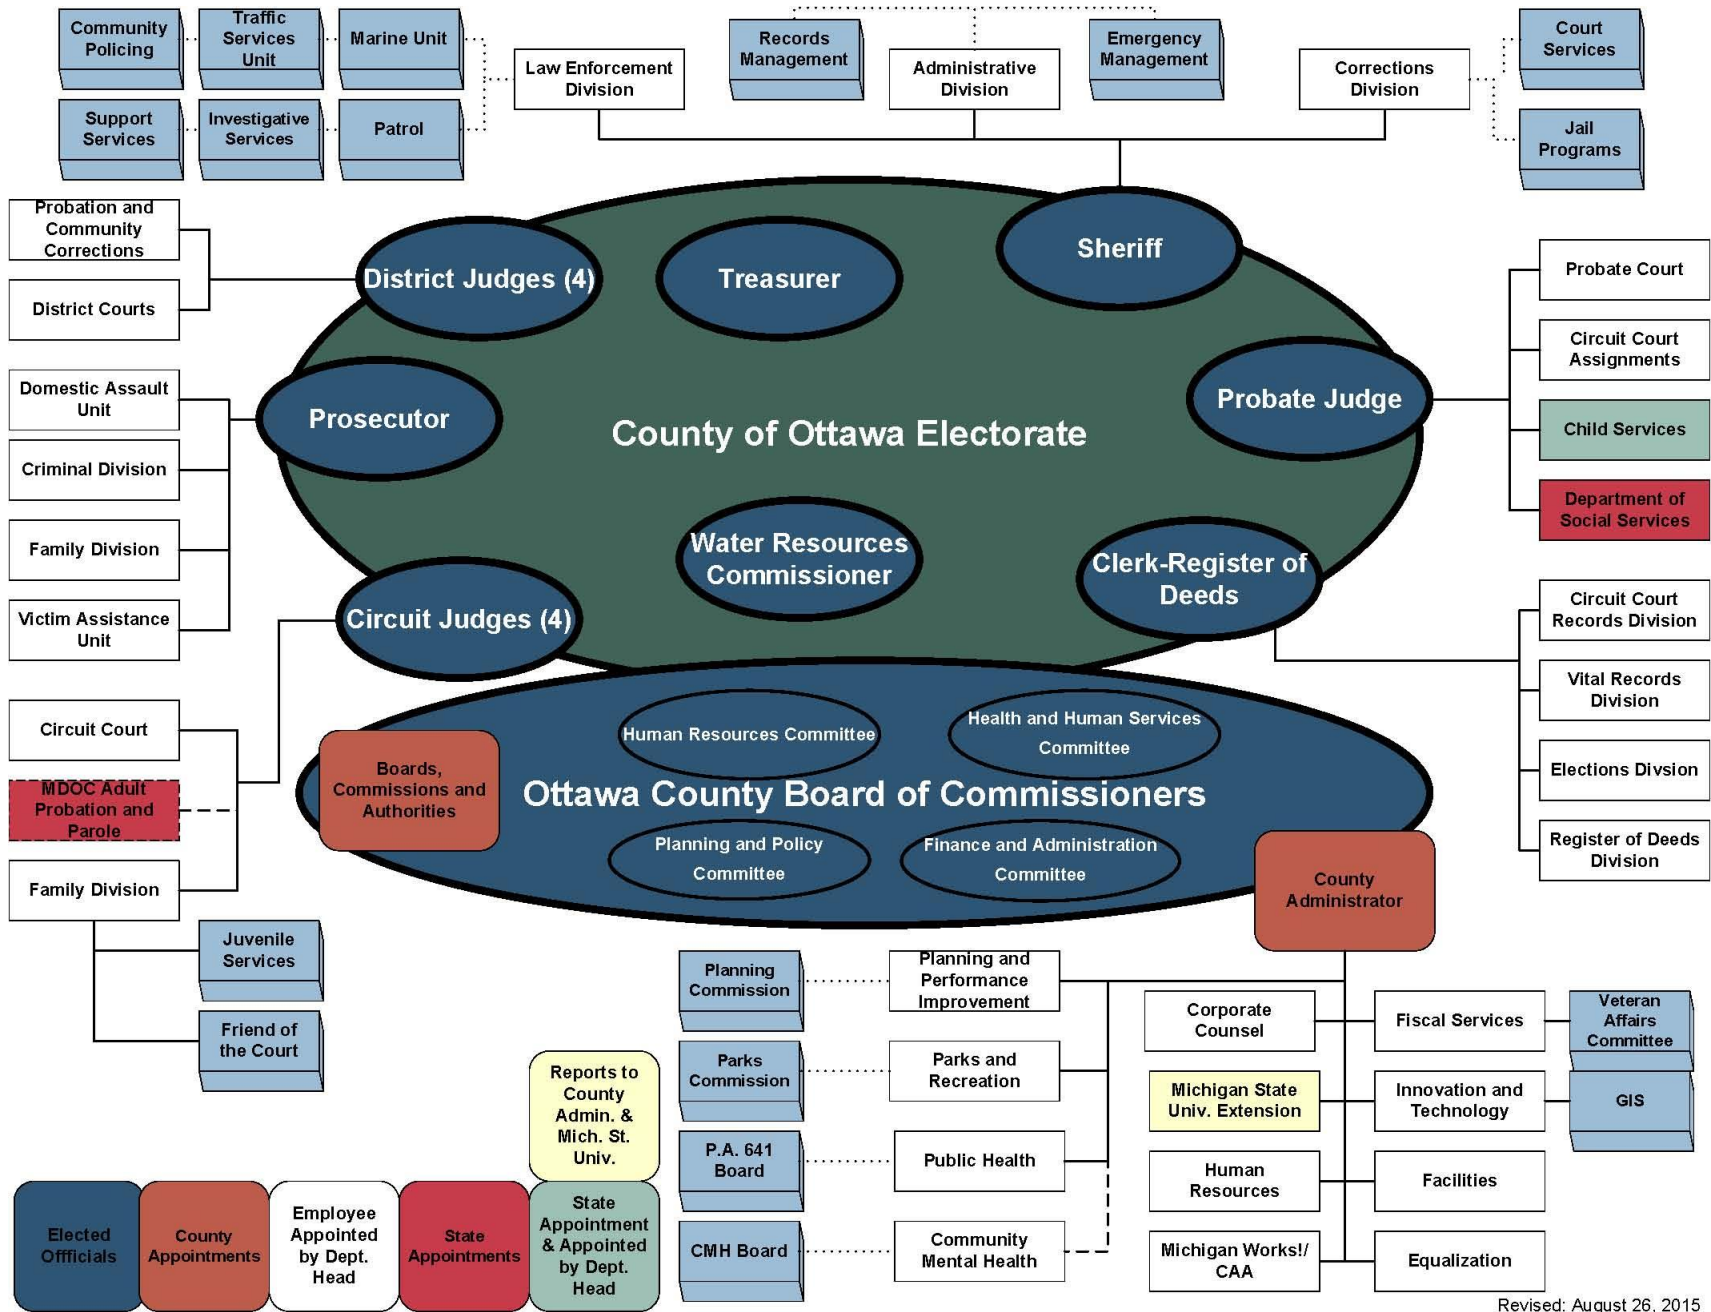 Community
Policing
Traffic
Services
Unit
Marine Unit
Support
Services
Investigative
Services
Patrol
Law Enforcement
Division
Records
Management
Administrative
Division
Emergency
Management
Corrections
Division
Court
Services
Jail
Programs
Probation and
Community
Corrections
District Courts
Domestic Assault
Unit
Criminal Division
Family Division
Victim Assistance
Unit
Circuit Court
MDOC Adult
Probation and
Parole
Family Division
Juvenile
Services
Friend of
the Court
District Judges (4)
Treasurer
Sheriff
Prosecutor
Probate Judge
County of Ottawa Electorate
Water Resources
Commissioner
Clerk-Register of
Deeds
Circuit Judges (4)
Probate Court
Circuit Court
Assignments
Child Services
Department of
Social Services
Circuit Court
Records Division
Vital Records
Division
Elections Divsion
Register of Deeds
Division
Human Resources Committee
Health and Human Services
Committee
Boards,
Commissions and
Authorities
Ottawa County Board of Commissioners
Planning and Policy
Committee
Finance and Administration
Committee
County
Administrator
Planning
Commission
Planning and
Performance
Improvement
Parks
Commission
Parks and
Recreation
P.A. 641
Board
Public Health
CMH Board
Community
Mental Health
Corporate
Counsel
Fiscal Services
Veteran
Affairs
Committee
Michigan State
Univ. Extension
Innovation and
Technology
GIS
Human
Resources
Facilities
Michigan Works!/
CAA
Equalization
Reports to
County
Admin. &
Mich. St.
Univ.
Elected
Offficials
County
Appointments
Employee
Appointed
by Dept.
Head
State
Appointments
State
Appointment
& Appointed
by Dept.
Head
Revised: August 26, 2015